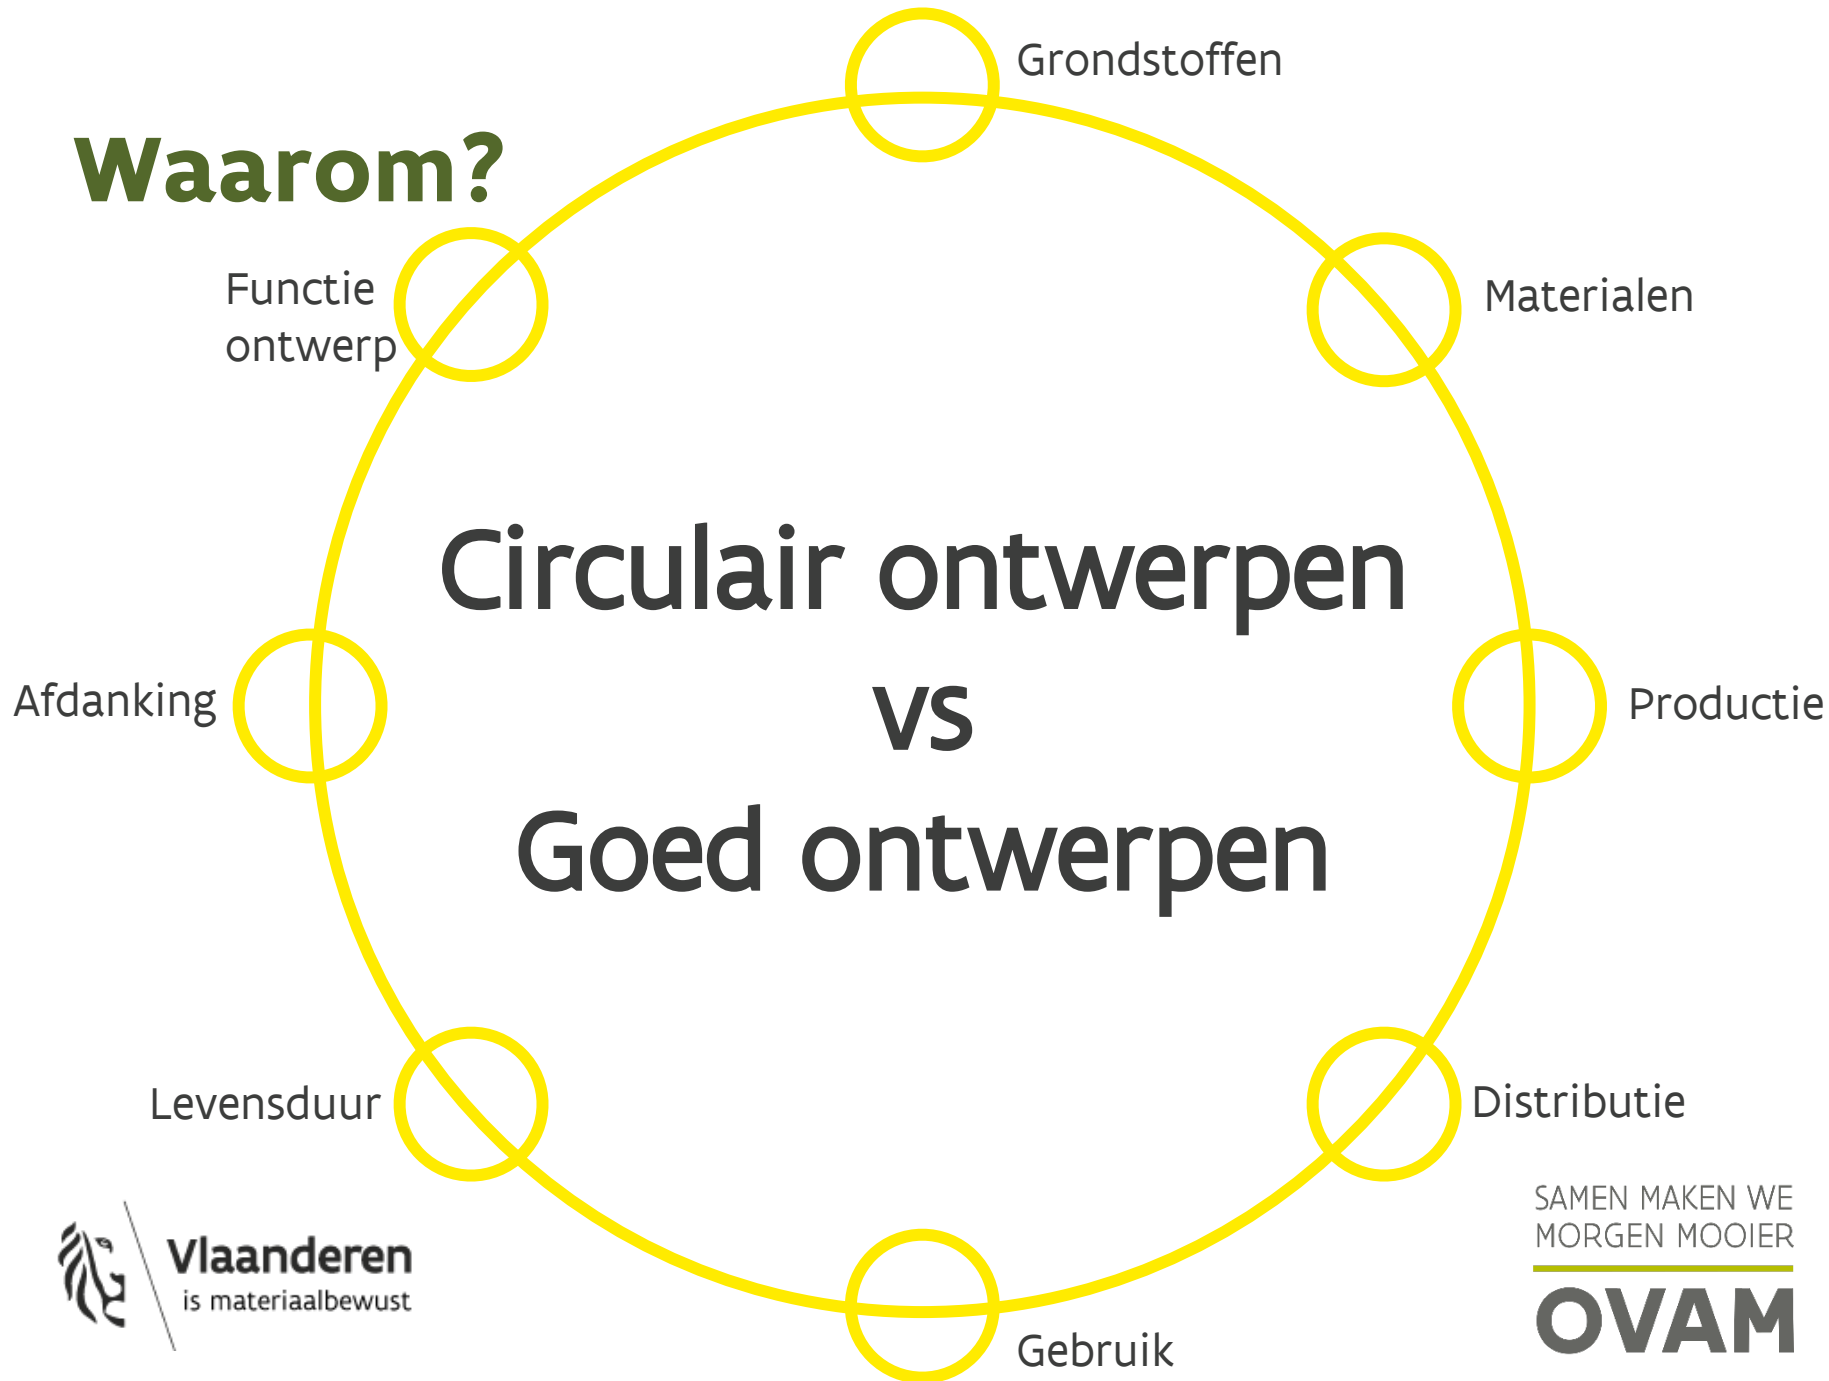 Waarom?
Grondstoffen
Functie
ontwerp
Materialen
Circulair ontwerpen
vs
Goed ontwerpen
Afdanking
Productie
Levensduur
Distributie
Gebruik
Vlaanderen
is materiaalbewust
SAMEN MAKEN WE
MORGEN MOOIER
OVAM